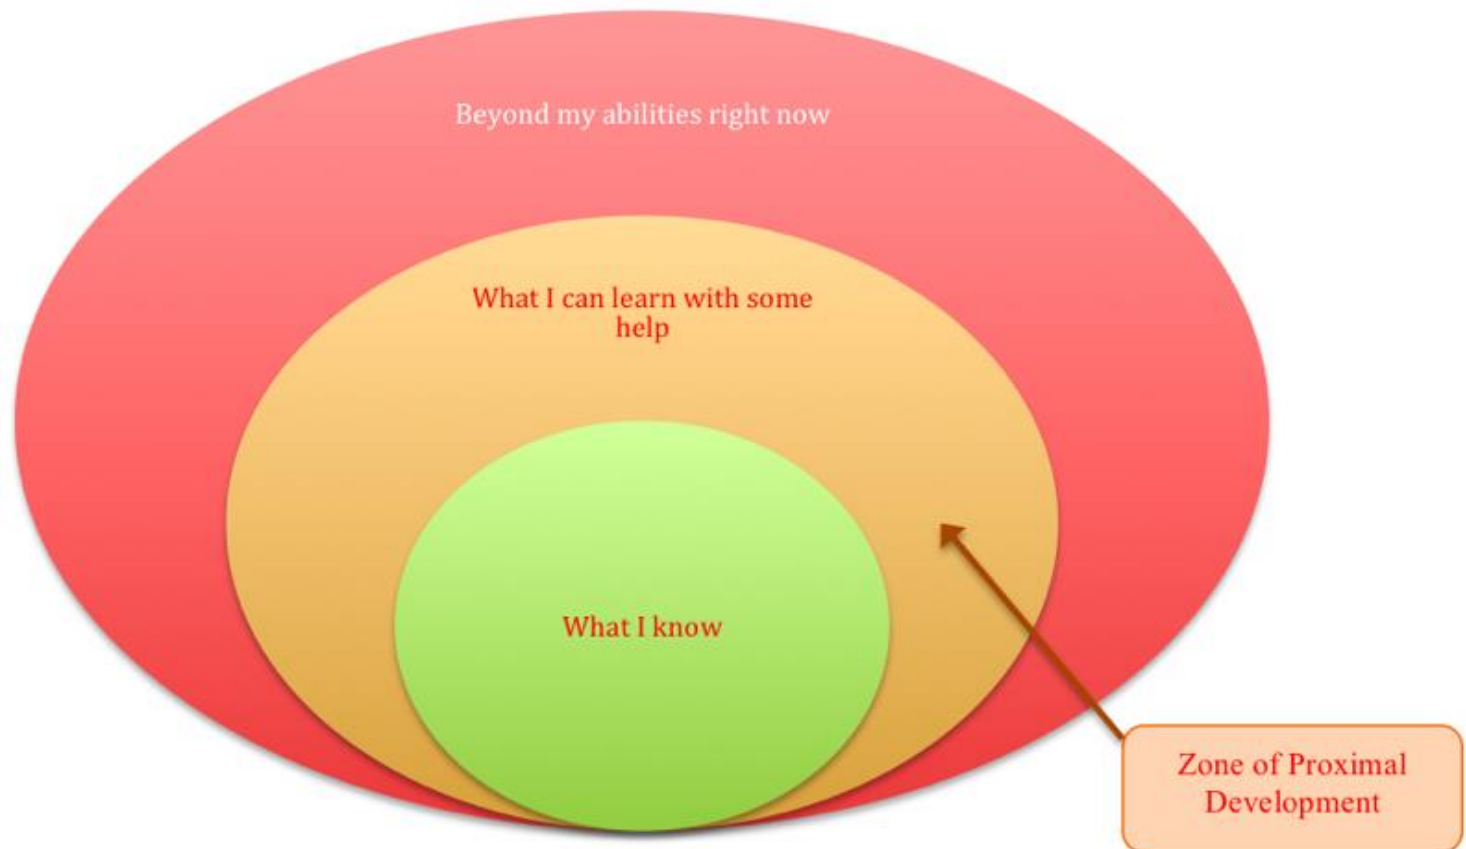 Beyond my abilities right now
What I can learn with some
help
What I know
Zone of Proximal
Development